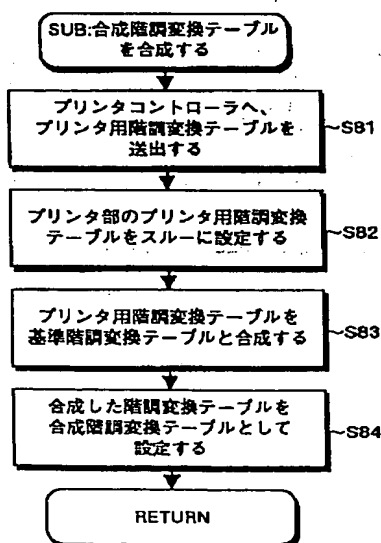 SUB:合成階調変換テーブル
を合成する
プリンタコントローラへ、
プリンタ用階調変換テーブルを
送出する
S81
プリンタ部のプリンタ用階調変換
テーブルをスルーに設定する
S82
プリンタ用階調変換テーブルを
基準階調変換テーブルと合成する
S83
合成した階調変換テーブルを
合成階調変換テーブルとして
設定する
S84
RETURN